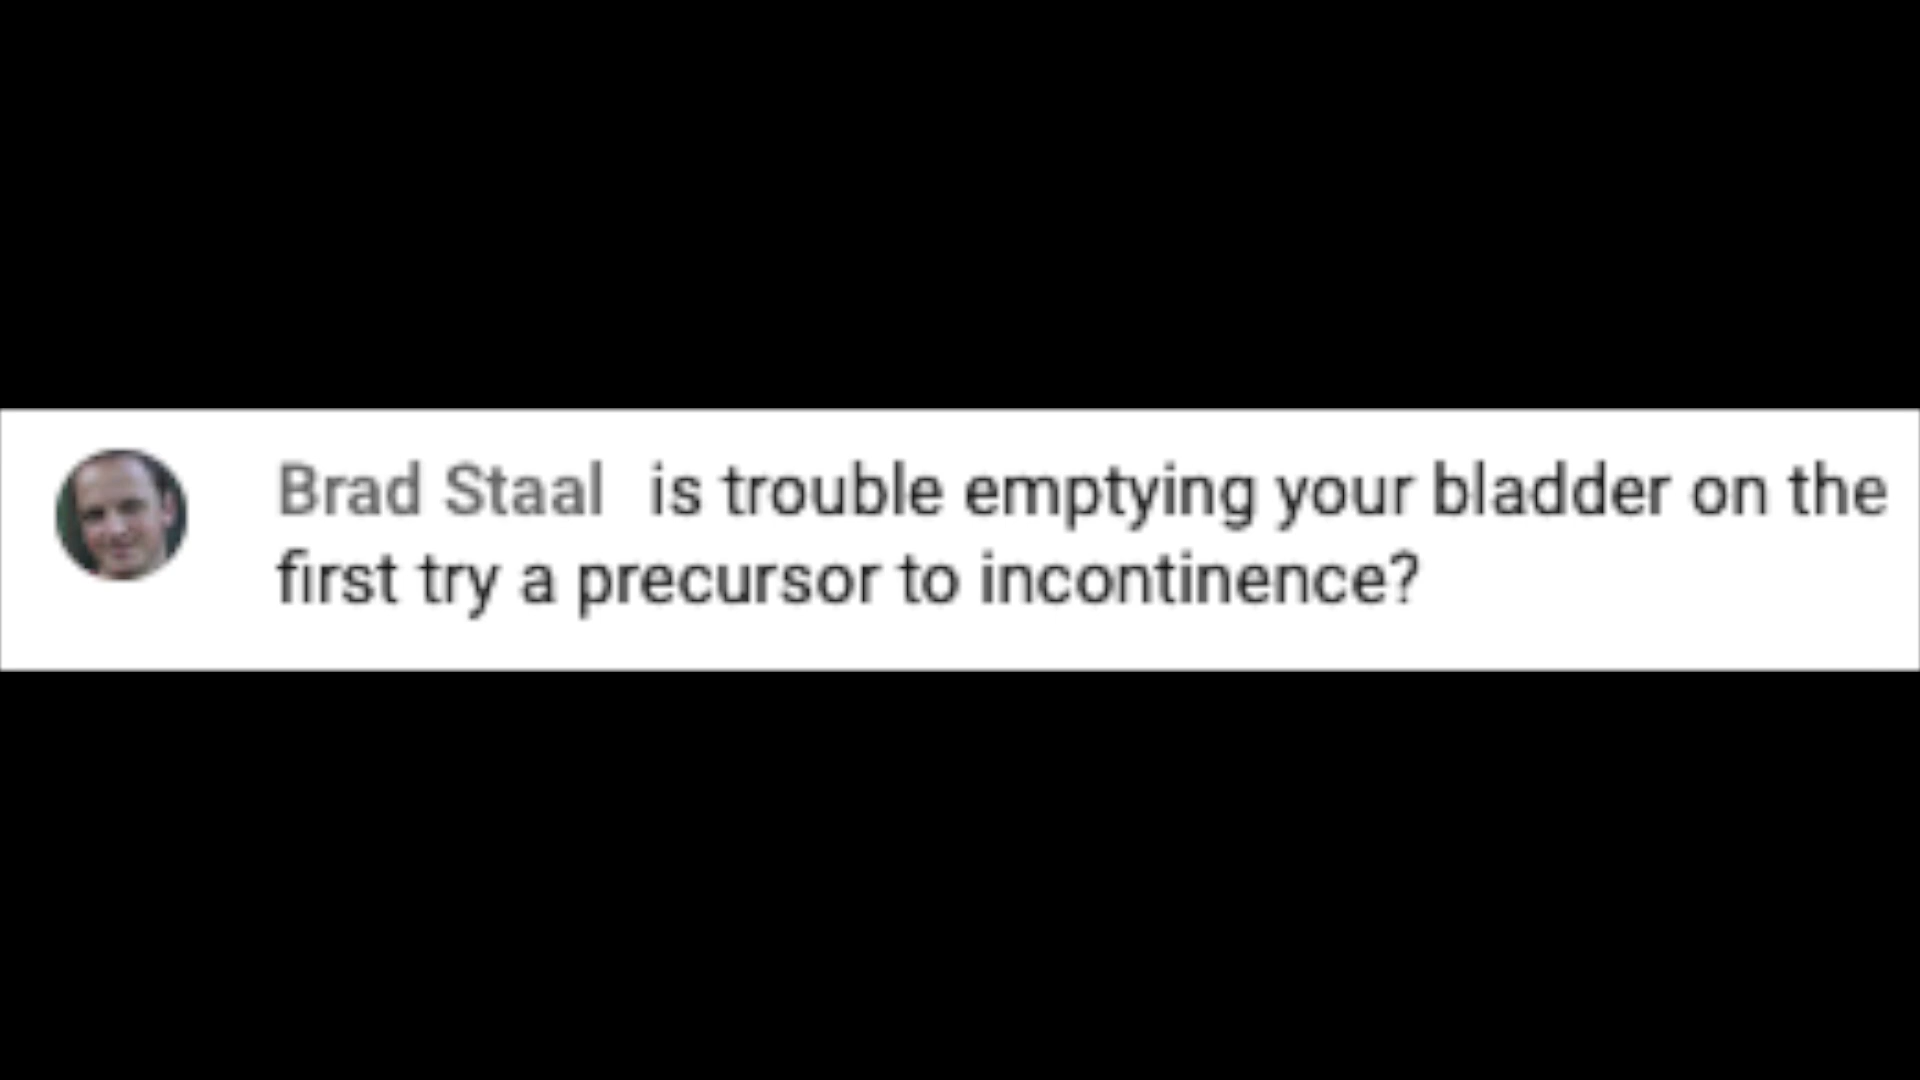 Brad Staal is trouble emptying your bladder on the
first try a precursor to incontinence?